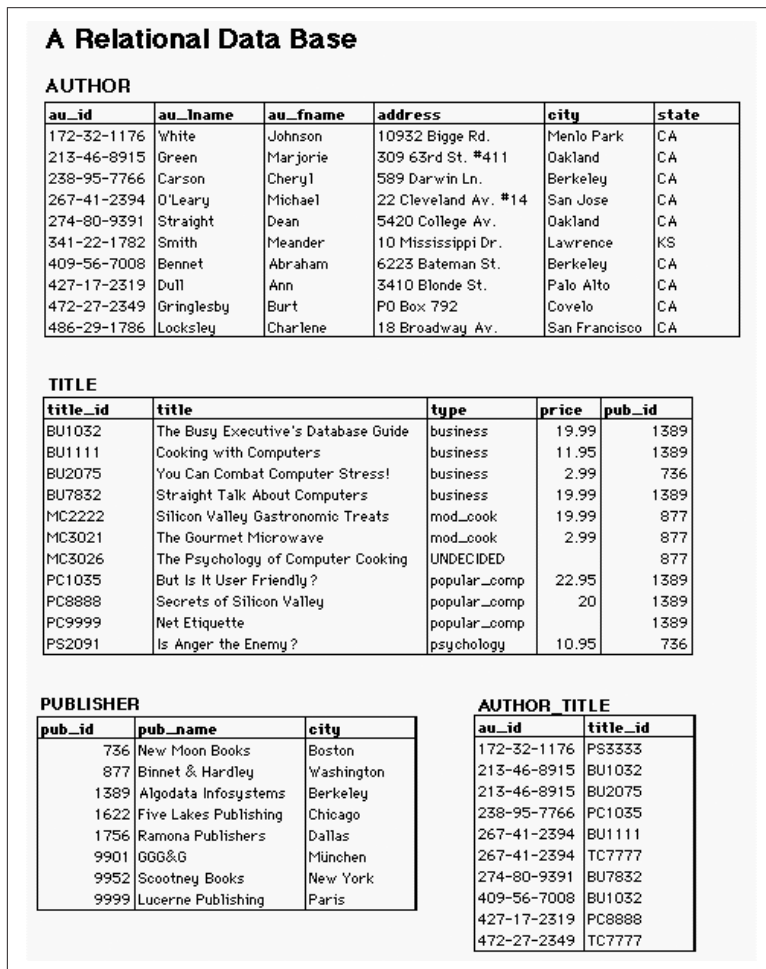 A Relational Data Base
AUTHOR
au_id au_lname au_fname address city state
172-32-1176 White Johnson 10932 Bigge Rd. Menlo Park CA
213-46-8915 Green Marjorie 309 63rd St. #411 Oakland CA
238-95-7766 Carson Cheryl 589 Darwin Ln. Berkeley CA
267-41-2394 O'Leary Michael 22 Cleveland Av. #14 San Jose CA
274-80-9391 Straight Dean 5420 College Av. Oakland CA
341-22-1782 Smith Meander 10 Mississippi Dr. Lawrence KS
409-56-7008 Bennet Abraham 6223 Bateman St. Berkeley CA
427-17-2319 Dull Ann 3410 Blonde St. Palo Alto CA
472-27-2349 Gringlesby Burt PO Box 792 Covelo CA
486-29-1786 Locksley Charlene 18 Broadway Av. San Francisco CA
TITLE
title_id title type price pub_id
BU1032 The Busy Executive's Database Guide business 19.99 1389
BU1111 Cooking with Computers business 11.95 1389
BU2075 You Can Combat Computer Stress! business 2.99 736
BU7832 Straight Talk About Computers business 19.99 1389
MC2222 Silicon Valley Gastronomic Treats mod_cook 19.99 877
MC3021 The Gourmet Microwave mod_cook 2.99 877
MC3026 The Psychology of Computer Cooking UNDECIDED 877
PC1035 But Is It User Friendly? popular_comp 22.95 1389
PC8888 Secrets of Silicon Valley popular_comp 20 1389
PC9999 Net Etiquette popular_comp 1389
PS2091 Is Anger the Enemy? psychology 10.95 736
PUBLISHER
pub_id pub_name city
736 New Moon Books Boston
877 Binnet & Hardley Washington
1389 Algodata Infosystems Berkeley
1622 Five Lakes Publishing Chicago
1756 Ramona Publishers Dallas
9901 GGG&G München
9952 Scootney Books New York
9999 Lucerne Publishing Paris
AUTHOR_TITLE
au_id title_id
172-32-1176 PS3333
213-46-8915 BU1032
213-46-8915 BU2075
238-95-7766 PC1035
267-41-2394 BU1111
267-41-2394 TC7777
274-80-9391 BU7832
409-56-7008 BU1032
427-17-2319 PC8888
472-27-2349 TC7777